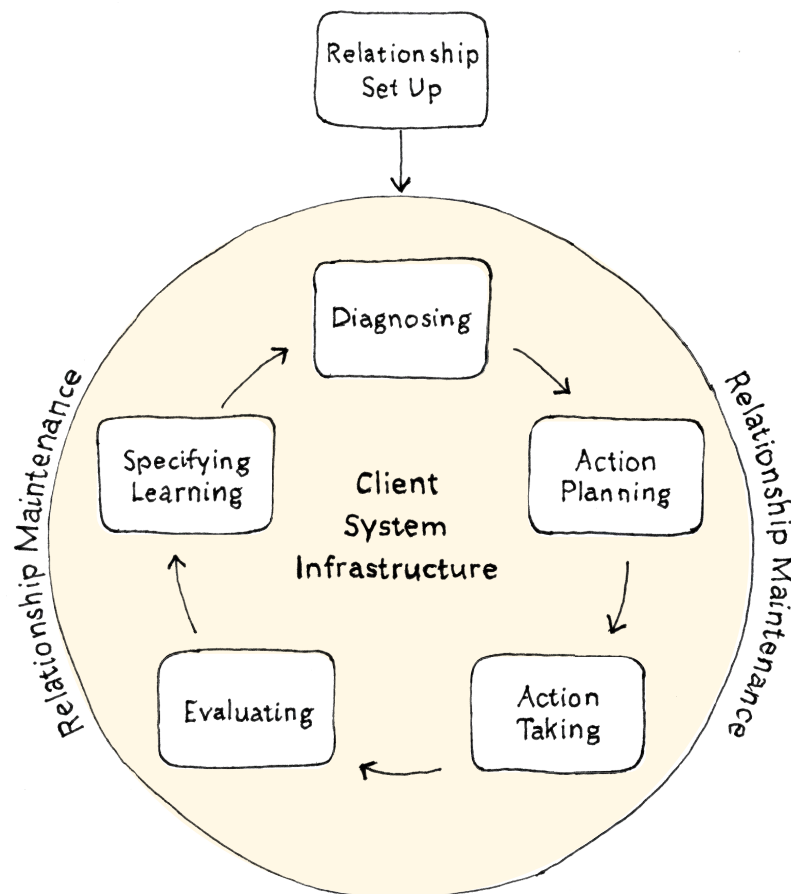 Relationship
Set Up
Diagnosing
Relationship Maintenance
Relationship Maintenance
Specifying
Learning
Client
System
Infrastructure
Action
Planning
Evaluating
Action
Taking